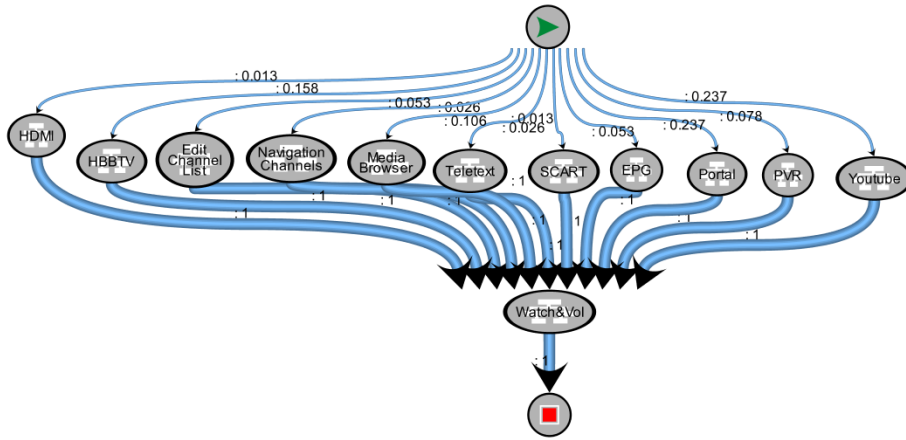 : 0.013
: 0.158
: 0.053
: 0.026
: 0.106
: 0.013
: 0.026
: 0.053
: 0.237
: 0.078
: 0.237
HDMI
HBBTV
Edit
Channel
List
Navigation
Channels
Media
Browser
Teletext
SCART
EPG
Portal
PVR
Youtube
: 1
: 1
: 1
: 1
: 1
: 1
: 1
1
: 1
: 1
: 1
Watch&Vol
: 1